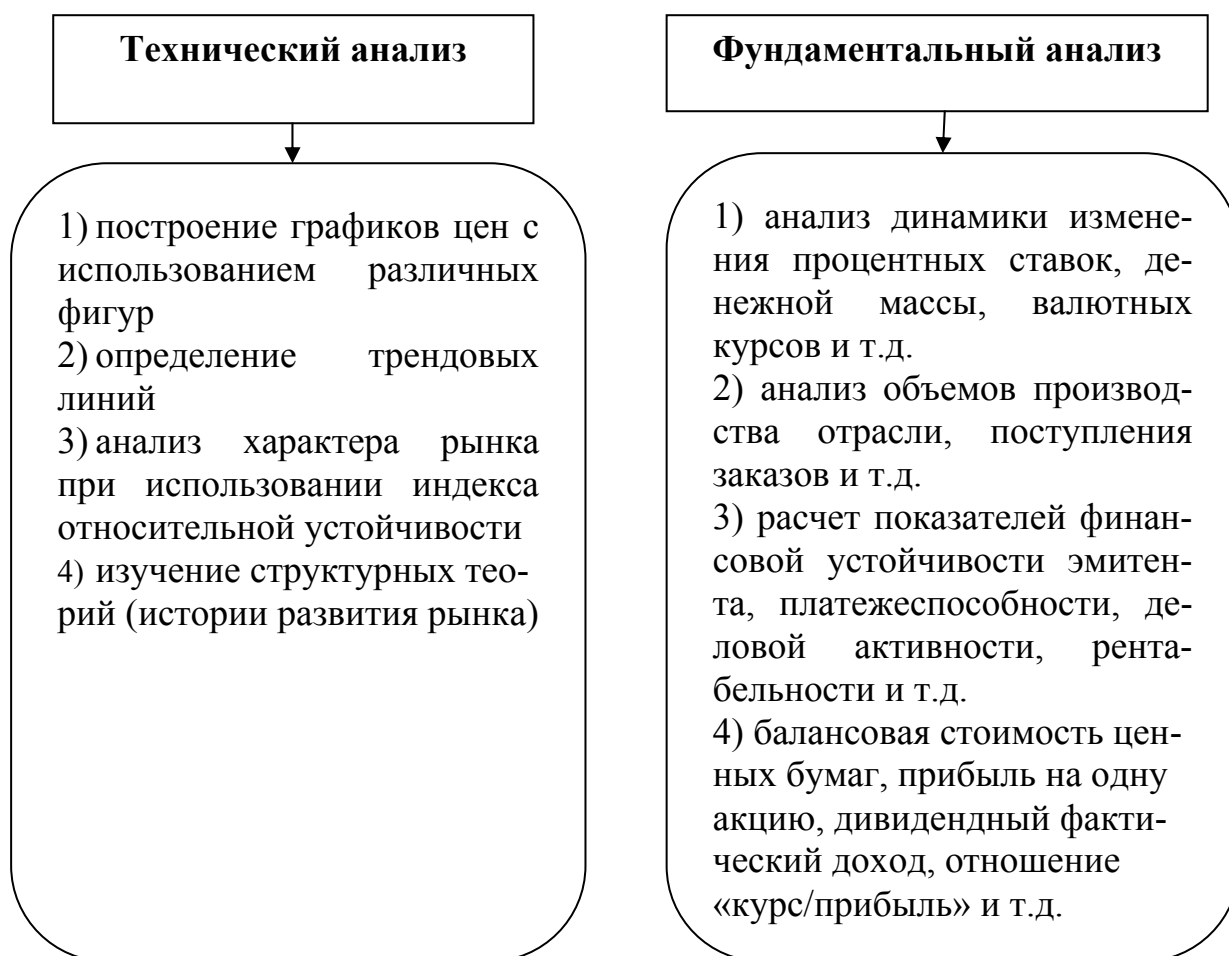 Технический анализ
1) построение графиков цен с
использованием различных
фигур
2) определение трендовых
линий
3) анализ характера рынка
при использовании индекса
относительной устойчивости
4) изучение структурных тео-
рий (истории развития рынка)
Фундаментальный анализ
1) анализ динамики измене-
ния процентных ставок, де-
нежной массы, валютных
курсов и т.д.
2) анализ объемов производ-
ства отрасли, поступления
заказов и т.д.
3) расчет показателей финан-
совой устойчивости эмитен-
та, платежеспособности, де-
ловой активности, рента-
бельности и т.д.
4) балансовая стоимость цен-
ных бумаг, прибыль на одну
акцию, дивидендный факти-
ческий доход, отношение
«курс/прибыль» и т.д.